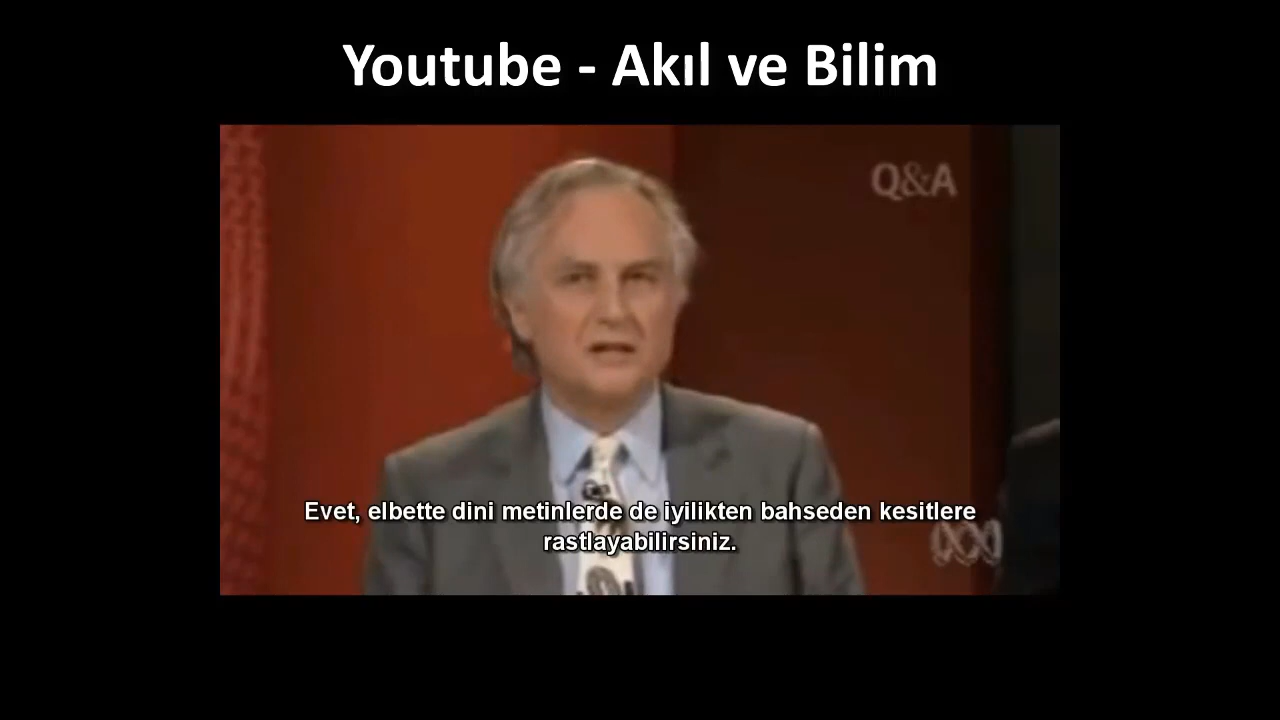 Youtube - Akıl ve Bilim
Q&A
Evet, elbette dini metinlerde de iyilikten bahseden kesitlere
rastlayabilirsiniz.